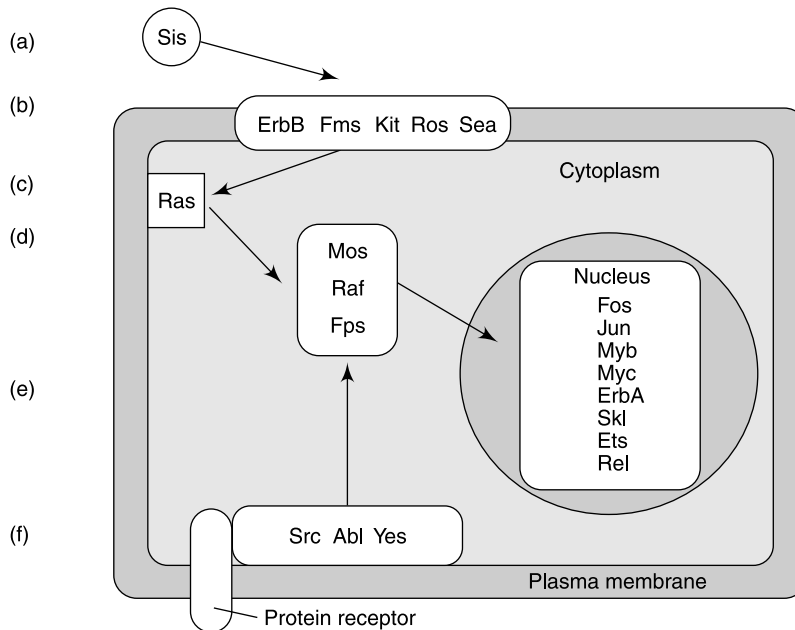 (a)
Sis
(b)
ErbB Fms Kit Ros Sea
Cytoplasm
(c)
Ras
(d)
Mos
Raf
Fps
Nucleus
Fos
Jun
Myb
Myc
ErbA
Skl
Ets
Rel
(e)
(f)
Src Abl Yes
Plasma membrane
Protein receptor